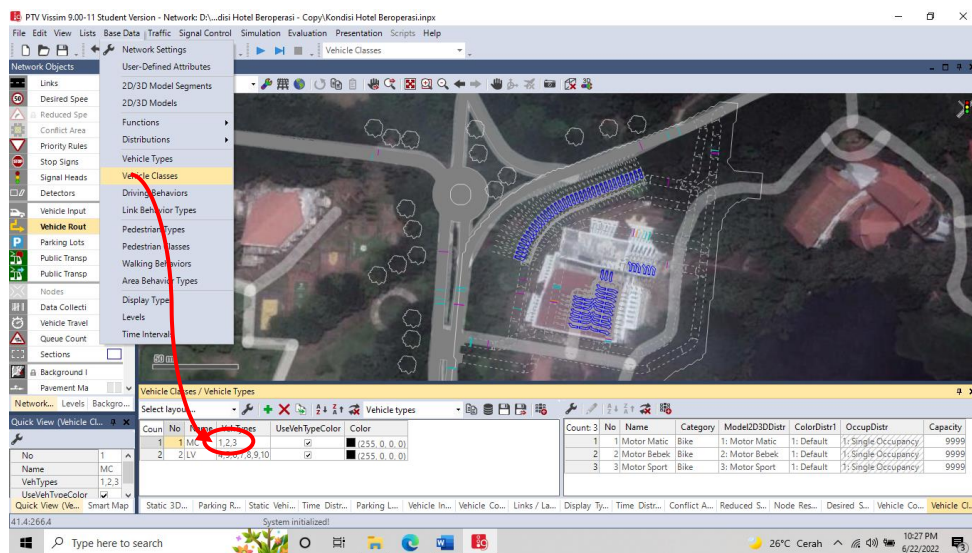 PTV Vissim 9.00-11 Student Version - Network: D:\...disi Hotel Beroperasi - Copy\Kondisi Hotel Beroperasi.inpx
File Edit View Lists Base Data Traffic Signal Control Simulation Evaluation Presentation Scripts Help
Vehicle Classes
Network Settings
User-Defined Attributes
2D/3D Model Segments
2D/3D Models
Functions
Distributions
Vehicle Types
Vehicle Classes
Driving Behaviors
Link Behavior Types
Pedestrian Types
Pedestrian Classes
Walking Behaviors
Area Behavior Types
Display Types
Levels
Time Intervals
Network Objects
Links
50 Desired Spee
Reduced Spe
Conflict Area
Priority Rules
Stop Signs
Signal Heads
Detectors
Vehicle Input
Vehicle Rout
P Parking Lots
Public Transp
Public Transp
Nodes
Data Collecti
Vehicle Travel
Queue Count
Sections
Background I
Pavement Ma
Network... Levels Backgro...
50 m
Quick View (Vehicle Cl...
No 1
Name MC
VehTypes 1,2,3
UseVehTypeColor
Quick View (Ve... Smart Map
Vehicle Classes / Vehicle Types
Select layout... Vehicle types
Coun No Name VehTypes UseVehTypeColor Color
1 1 MC 1,2,3 (255, 0, 0, 0)
2 2 LV 4,5,6,7,8,9,10 (255, 0, 0, 0)
Count: 3 No Name Category Model2D3DDistr ColorDistr1 OccupDistr Capacity
1 1 Motor Matic Bike 1: Motor Matic 1: Default 1: Single Occupancy 9999
2 2 Motor Bebek Bike 2: Motor Bebek 1: Default 1: Single Occupancy 9999
3 3 Motor Sport Bike 3: Motor Sport 1: Default 1: Single Occupancy 9999
Static 3D... Parking R... Static Vehi... Time Distr... Parking L... Vehicle In... Vehicle Co... Links / La... Display Ty... Time Distr... Conflict A... Reduced S... Node Res... Desired S... Vehicle Co... Vehicle Cl...
41.4:266.4 System initialized!
Type here to search
26°C Cerah
10:27 PM
6/22/2022
3